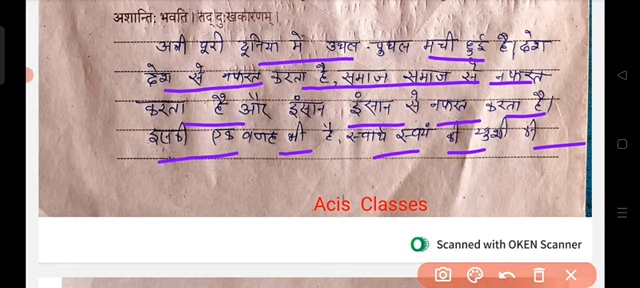 अशान्ति: भवति। तद् दु:खकारणम्
अभी पूरी दुनिया में उथल-पुथल मची हुई है। देश
देश से नफरत करता है, समाज समाज से नफरत
करता है और इंसान इंसान से नफरत करता है।
इसकी एक वजह भी है, स्वार्थ स्वयं की खुशी की
Acis Classes
Scanned with OKEN Scanner